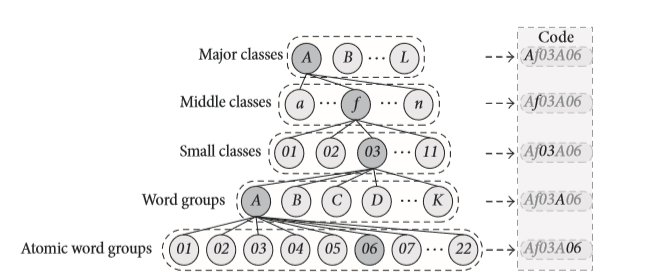 Code
Major classes A B ... L Af03A06
Middle classes a ... f ... n Af03A06
Small classes 01 02 03 ... 11 Af03A06
Word groups A B C D ... K Af03A06
Atomic word groups 01 02 03 04 05 06 07 ... 22 Af03A06